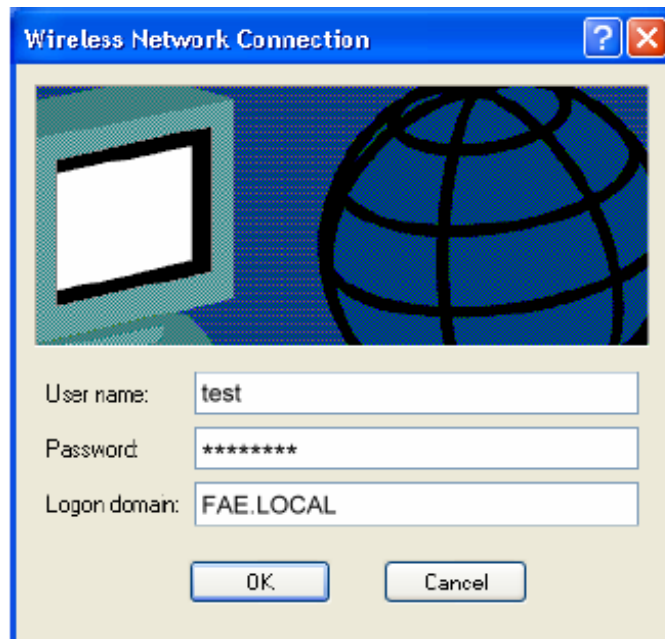 Wireless Network Connection
User name: test
Password: ********
Logon domain: FAE.LOCAL
OK Cancel